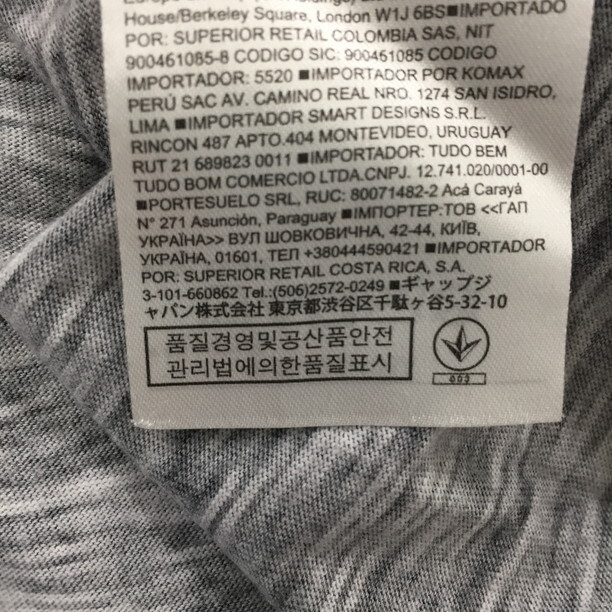 House/Berkeley Square, London W1J 6BS■IMPORTADO
POR: SUPERIOR RETAIL COLOMBIA SAS, NIT
900461085-8 CODIGO SIC: 900461085 CODIGO
IMPORTADOR: 5520 ■IMPORTADOR POR KOMAX
PERÚ SAC AV. CAMINO REAL NRO. 1274 SAN ISIDRO,
LIMA ■IMPORTADOR SMART DESIGNS S.R.L.
RINCON 487 APTO.404 MONTEVIDEO, URUGUAY
RUT 21 689823 0011 ■IMPORTADOR: TUDO BEM
TUDO BOM COMERCIO LTDA.CNPJ. 12.741.020/0001-00
■PORTESUELO SRL, RUC: 80071482-2 Acá Carayá
N° 271 Asunción, Paraguay ■ІМПОРТЕР:ТОВ <<ГАП
УКРАЇНА>> ВУЛ ШОВКОВИЧНА, 42-44, КИЇВ,
УКРАЇНА, 01601, ТЕЛ +380444590421 ■IMPORTADOR
POR: SUPERIOR RETAIL COSTA RICA, S.A.
3-101-660862 Tel.:(506)2572-0249 ■ギャップジ
ャパン株式会社 東京都渋谷区千駄ヶ谷5-32-10
품질경영및공산품안전
관리법에의한품질표시
003